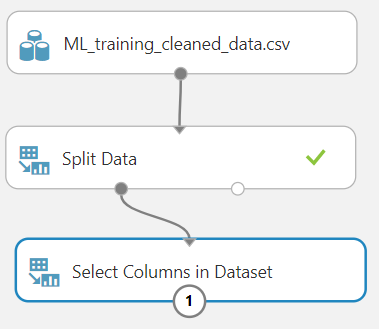 ML_training_cleaned_data.csv
Split Data
Select Columns in Dataset
1